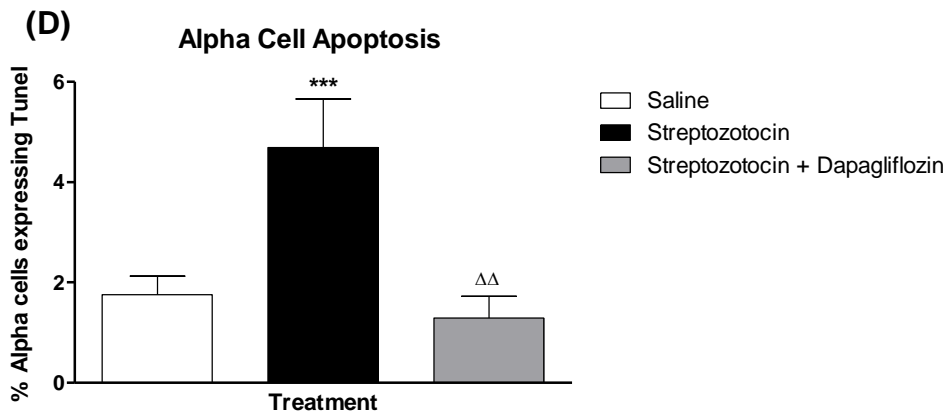 (D)
Alpha Cell Apoptosis
% Alpha cells expressing Tunel
6
4
2
0
***
ΔΔ
Treatment
Saline
Streptozotocin
Streptozotocin + Dapagliflozin